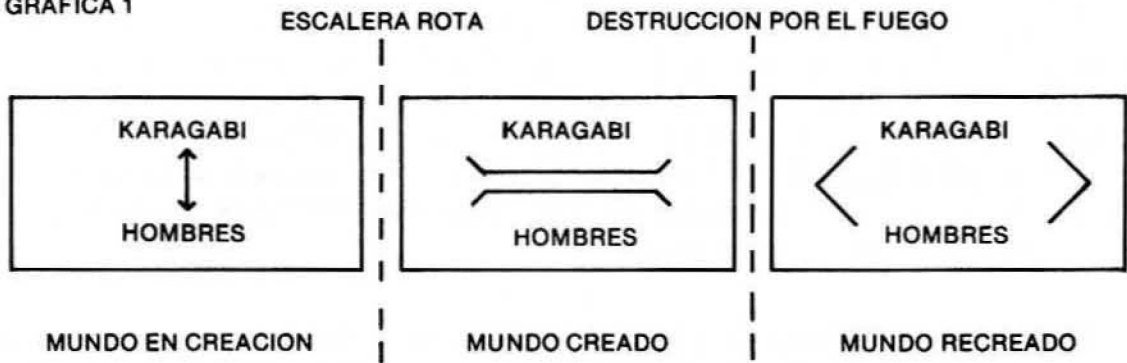 GRAFICA 1
ESCALERA ROTA DESTRUCCION POR EL FUEGO
KARAGABI KARAGABI KARAGABI
HOMBRES HOMBRES HOMBRES
MUNDO EN CREACION MUNDO CREADO MUNDO RECREADO